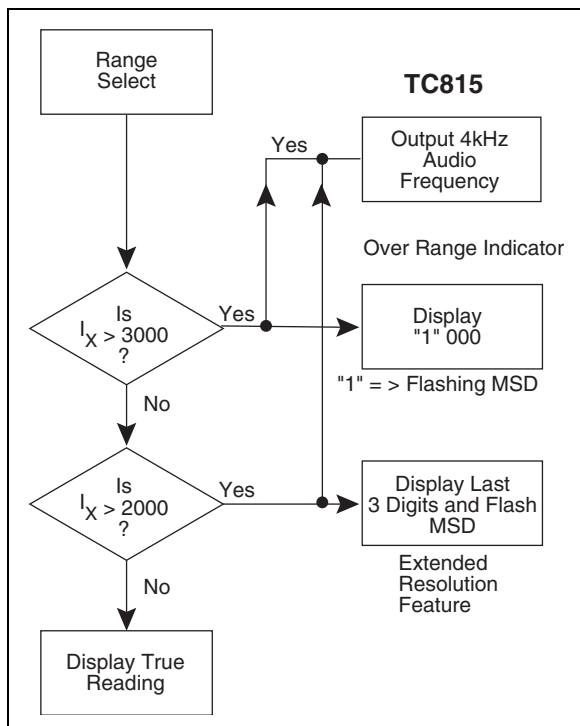 Range
Select
TC815
Yes
Output 4kHz
Audio
Frequency
Over Range Indicator
Is
IX > 3000
?
Yes
Display
"1" 000
"1" = > Flashing MSD
No
Is
IX > 2000
?
Yes
Display Last
3 Digits and Flash
MSD
Extended
Resolution
Feature
No
Display True
Reading